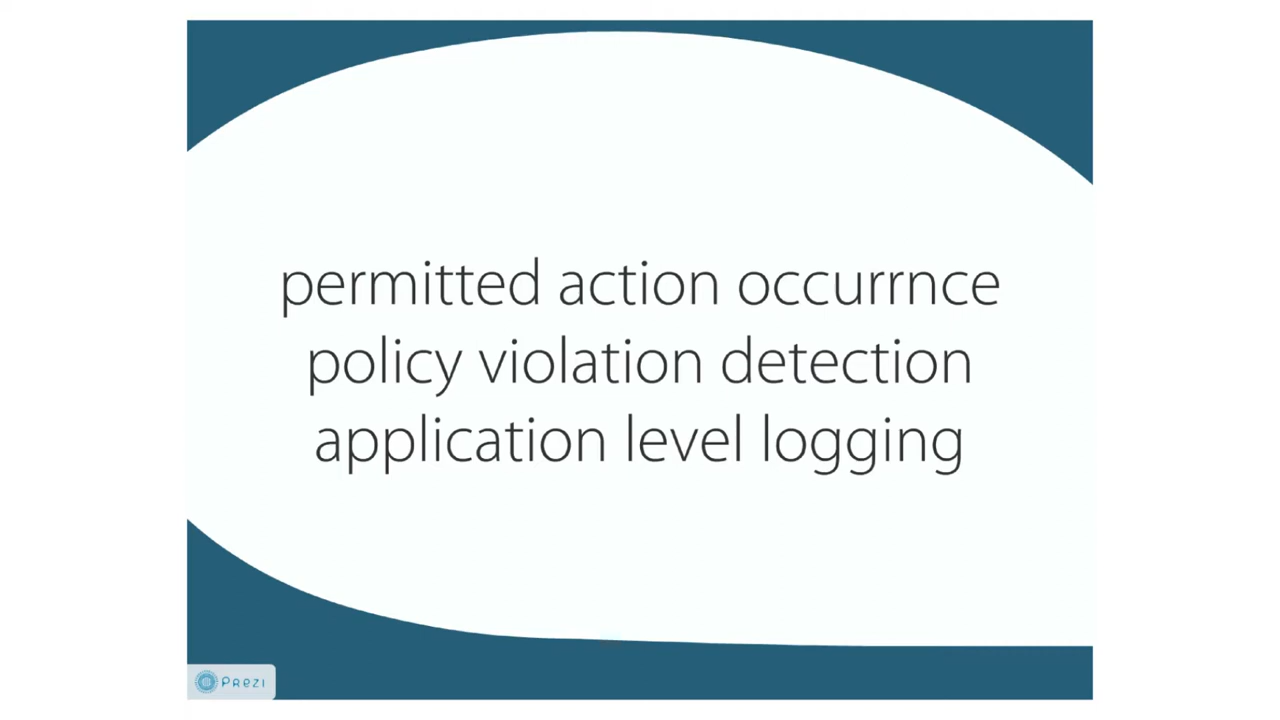 permitted action occurrnce
policy violation detection
application level logging
Prezi